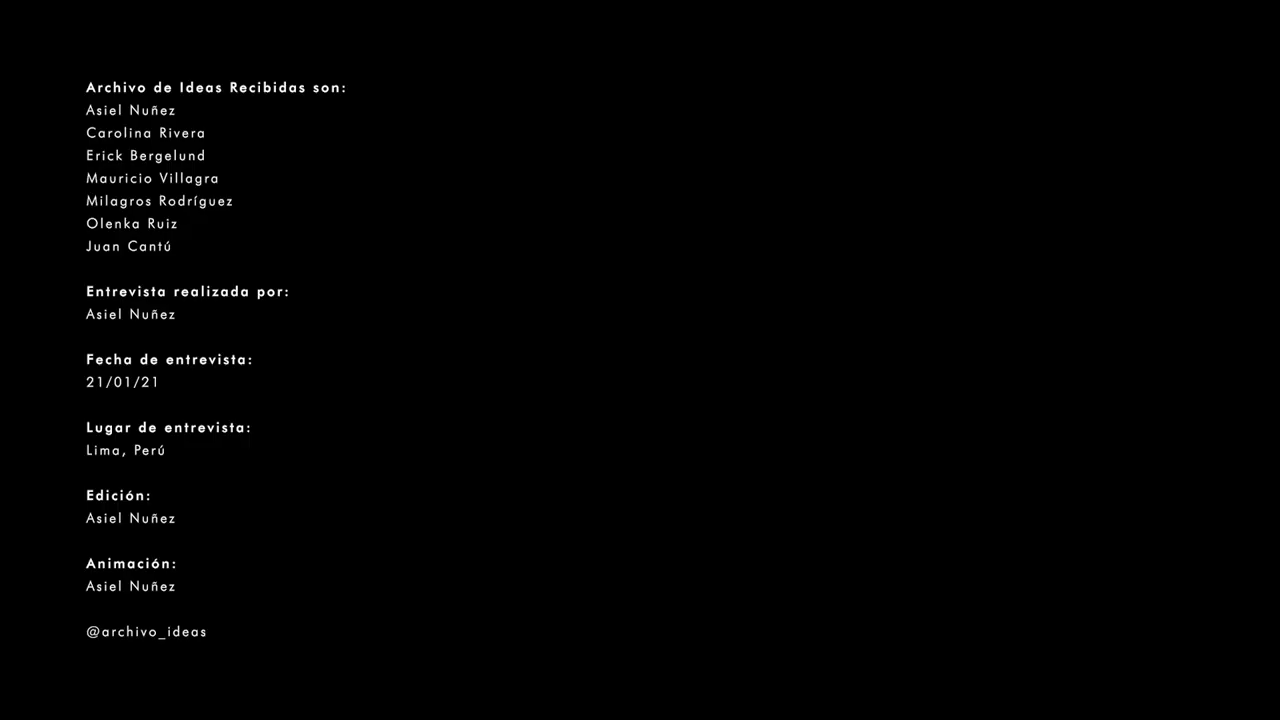 Archivo de Ideas Recibidas son:
Asiel Nuñez
Carolina Rivera
Erick Bergelund
Mauricio Villagra
Milagros Rodríguez
Olenka Ruiz
Juan Cantú
Entrevista realizada por:
Asiel Nuñez
Fecha de entrevista:
21/01/21
Lugar de entrevista:
Lima, Perú
Edición:
Asiel Nuñez
Animación:
Asiel Nuñez
@archivo_ideas